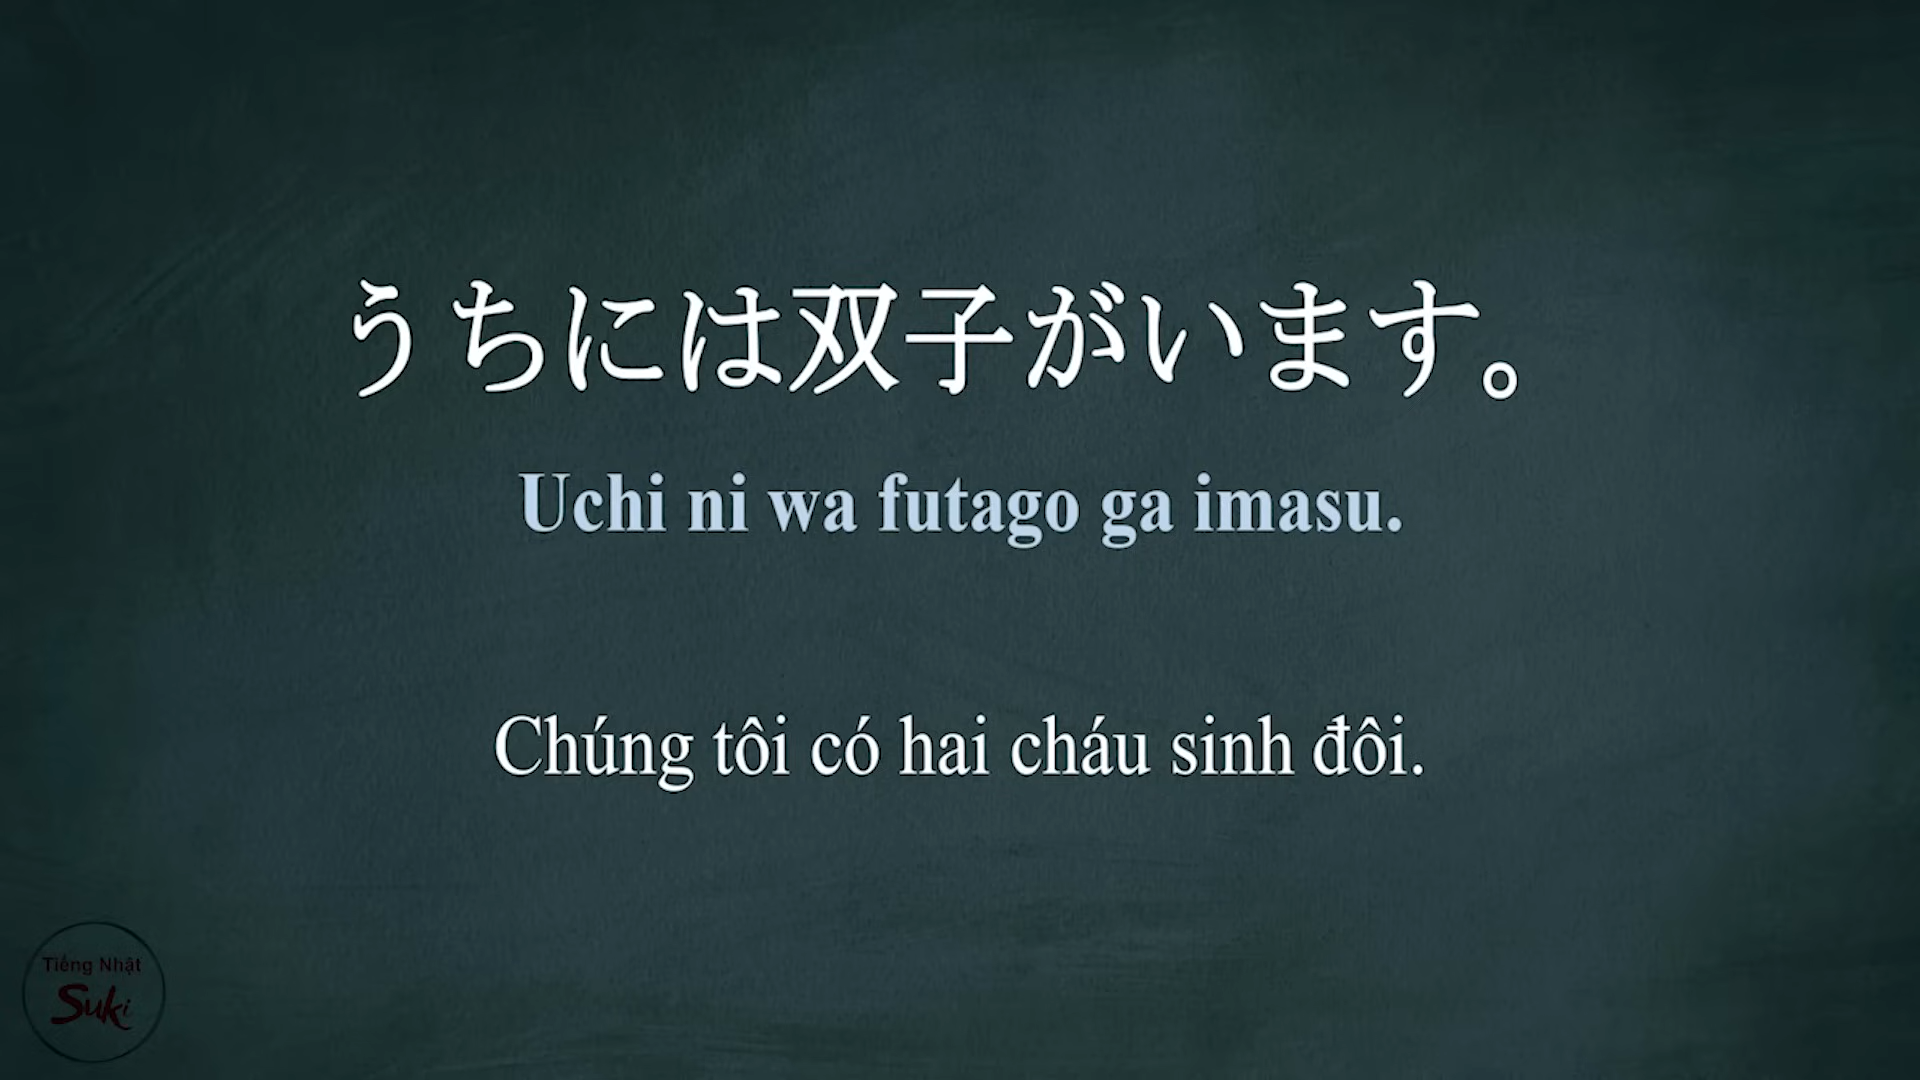 うちには双子がいます。
Uchi ni wa futago ga imasu.
Chúng tôi có hai cháu sinh đôi.
Tiếng Nhật
Suki